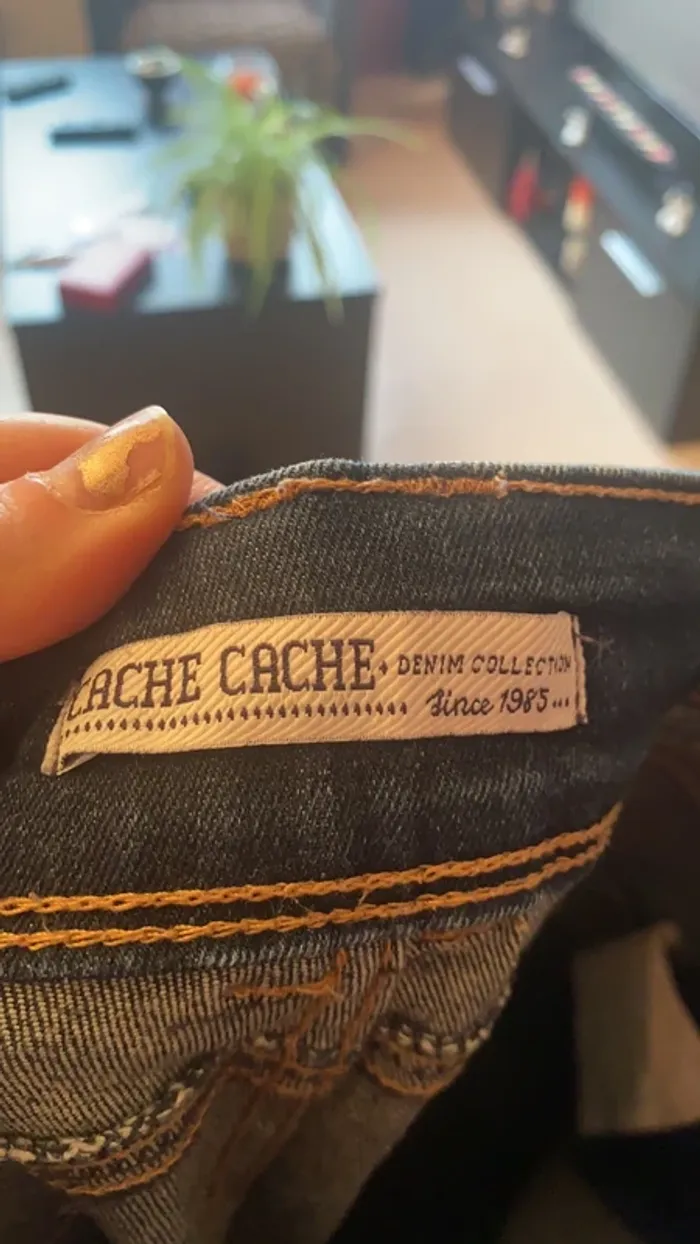 CACHE CACHE DENIM COLLECTION
Since 1985...